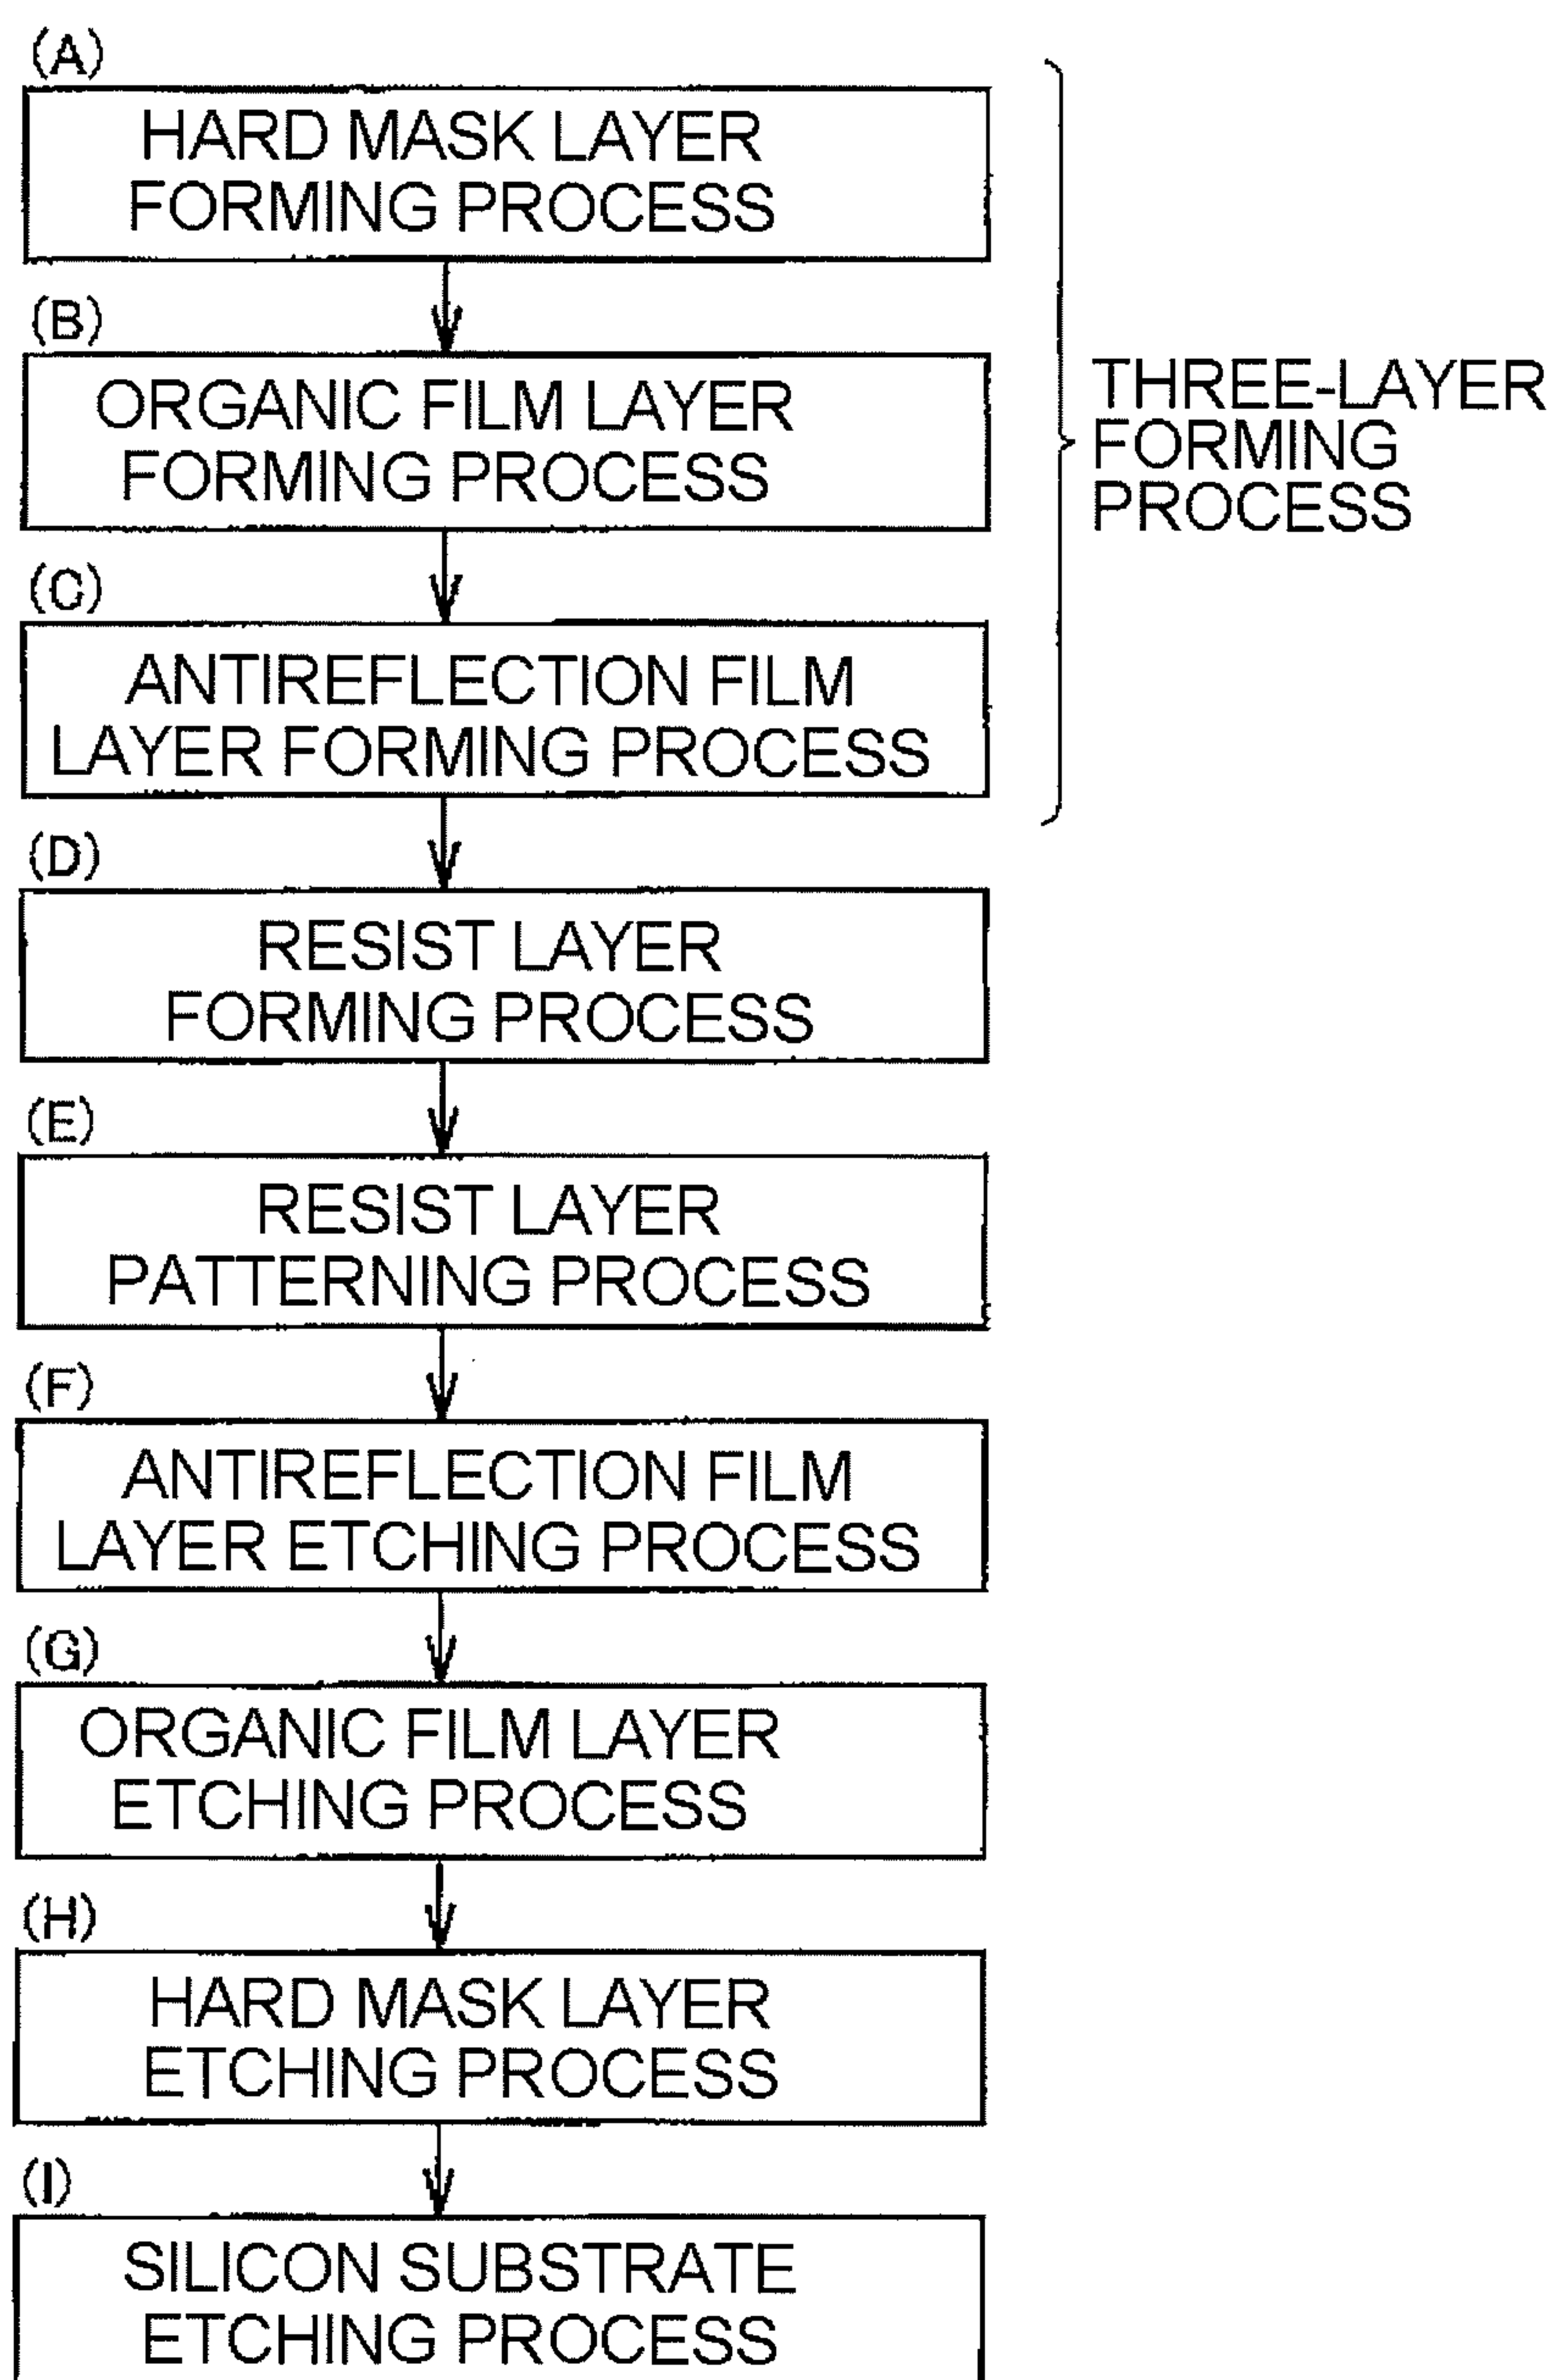 (A)
HARD MASK LAYER
FORMING PROCESS
(B)
ORGANIC FILM LAYER
FORMING PROCESS
THREE-LAYER
FORMING
PROCESS
(C)
ANTIREFLECTION FILM
LAYER FORMING PROCESS
(D)
RESIST LAYER
FORMING PROCESS
(E)
RESIST LAYER
PATTERNING PROCESS
(F)
ANTIREFLECTION FILM
LAYER ETCHING PROCESS
(G)
ORGANIC FILM LAYER
ETCHING PROCESS
(H)
HARD MASK LAYER
ETCHING PROCESS
(I)
SILICON SUBSTRATE
ETCHING PROCESS